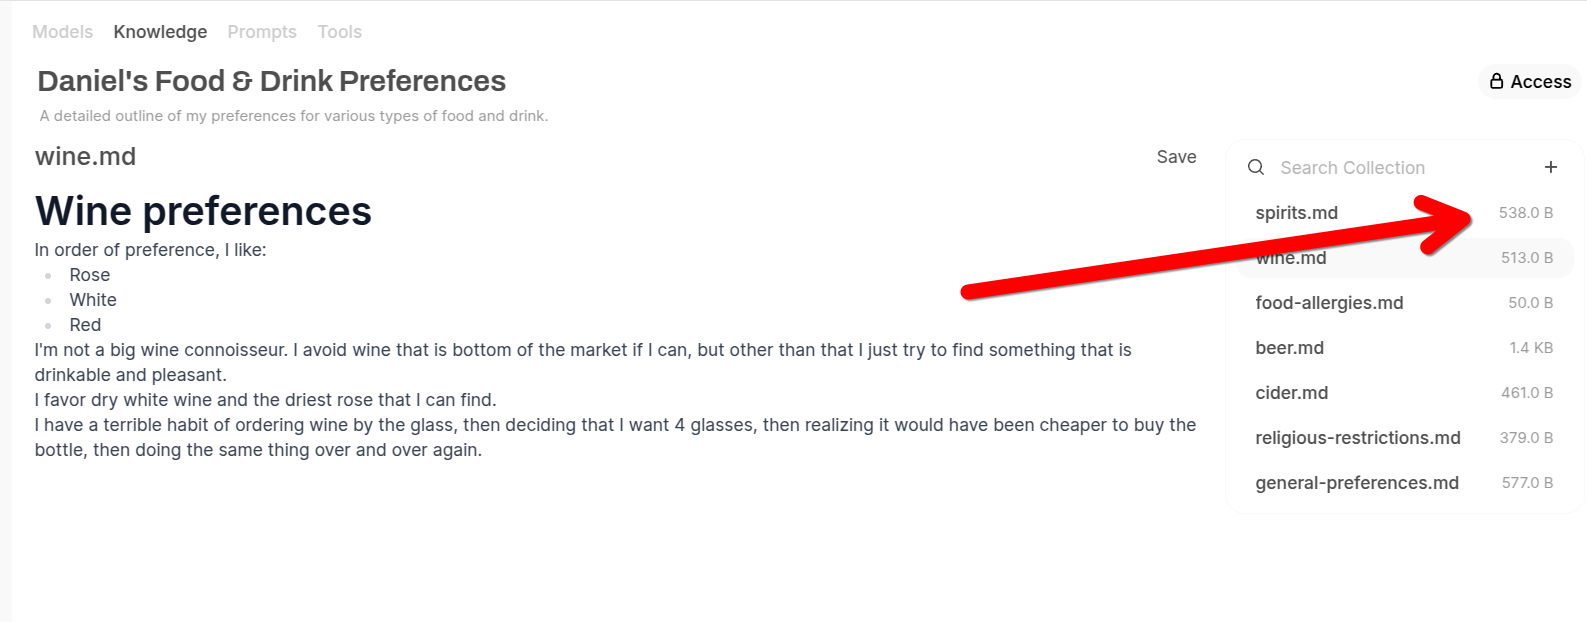 Models Knowledge Prompts Tools
Daniel's Food & Drink Preferences
Access
A detailed outline of my preferences for various types of food and drink.
wine.md
Save
Wine preferences
In order of preference, I like:
Rose
White
Red
I'm not a big wine connoisseur. I avoid wine that is bottom of the market if I can, but other than that I just try to find something that is
drinkable and pleasant.
I favor dry white wine and the driest rose that I can find.
I have a terrible habit of ordering wine by the glass, then deciding that I want 4 glasses, then realizing it would have been cheaper to buy the
bottle, then doing the same thing over and over again.
Search Collection +
spirits.md 538.0 B
wine.md 513.0 B
food-allergies.md 50.0 B
beer.md 1.4 KB
cider.md 461.0 B
religious-restrictions.md 379.0 B
general-preferences.md 577.0 B